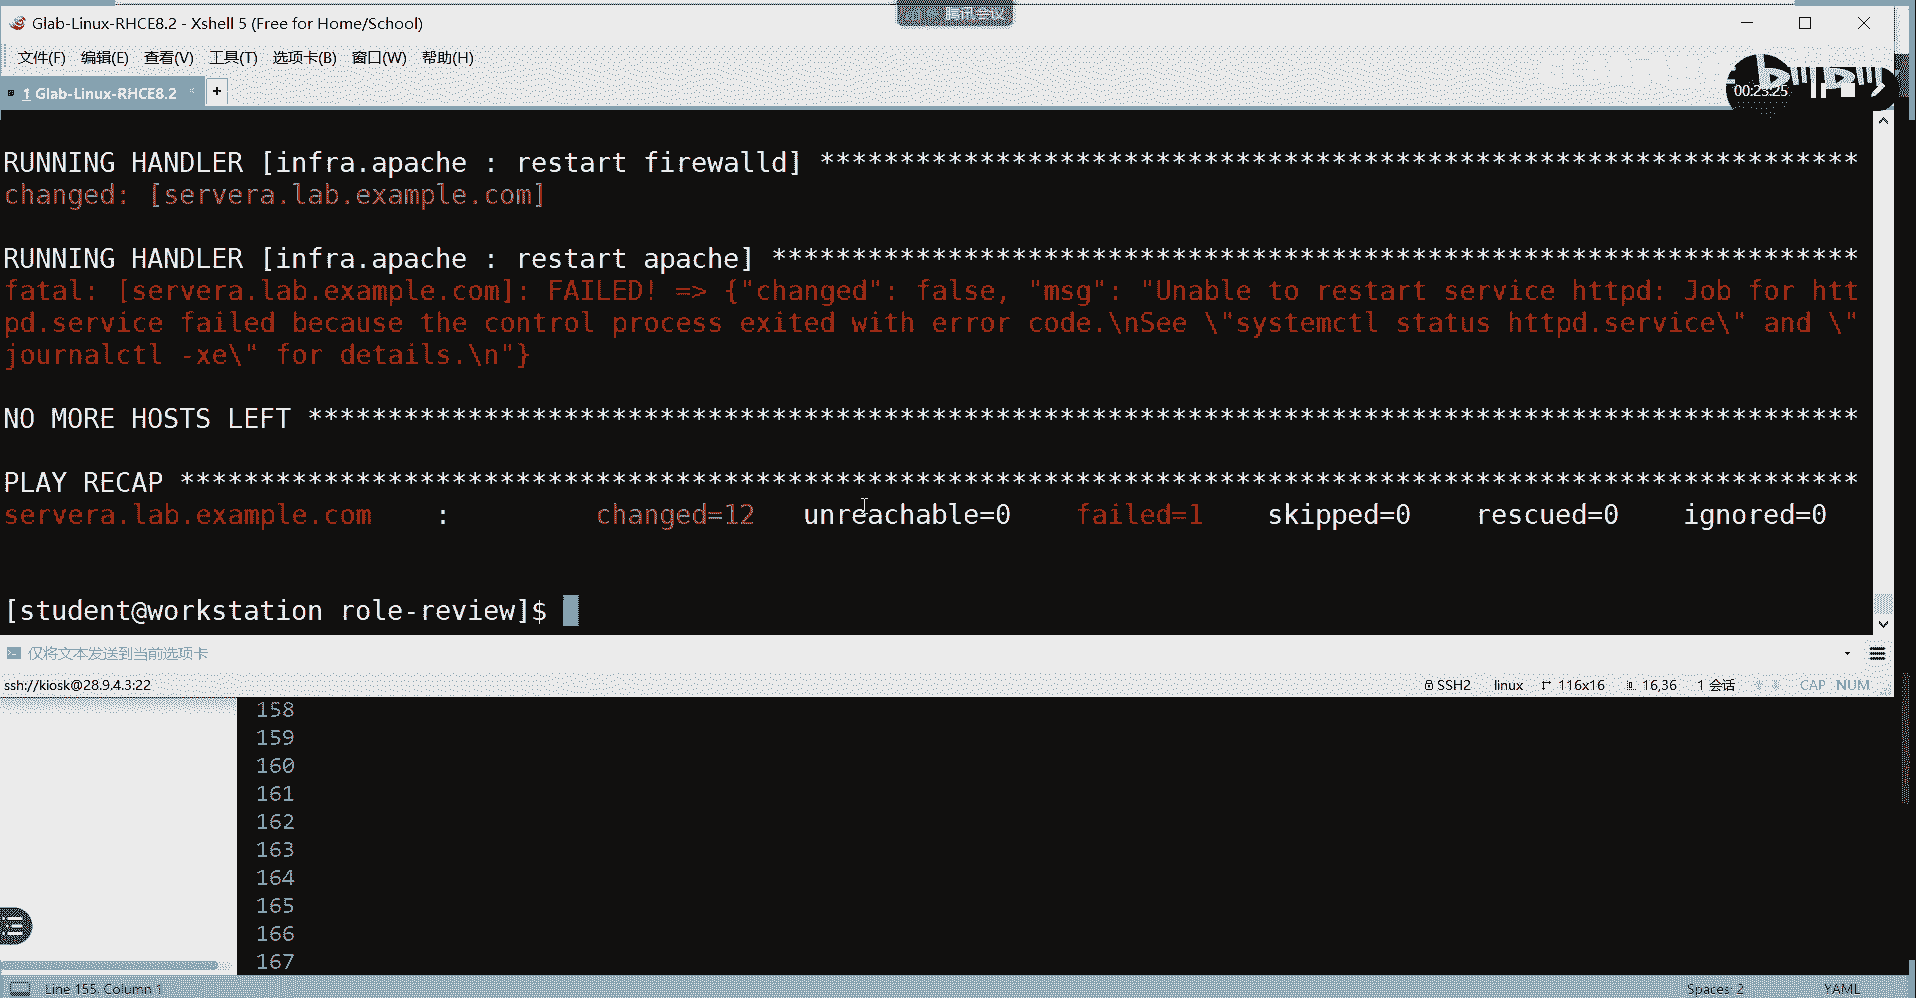 Glab-Linux-RHCE8.2 - Xshell 5 (Free for Home/School)
腾讯会议
文件(F) 编辑(E) 查看(V) 工具(T) 选项卡(B) 窗口(W) 帮助(H)
1 Glab-Linux-RHCE8.2 × +
00:23:25
RUNNING HANDLER [infra.apache : restart firewalld] *****************************************************************
changed: [servera.lab.example.com]
RUNNING HANDLER [infra.apache : restart apache] ********************************************************************
fatal: [servera.lab.example.com]: FAILED! => {"changed": false, "msg": "Unable to restart service httpd: Job for htt
pd.service failed because the control process exited with error code.\nSee \"systemctl status httpd.service\" and \"
journalctl -xe\" for details.\n"}
NO MORE HOSTS LEFT *************************************************************************************************
PLAY RECAP *********************************************************************************************************
servera.lab.example.com : changed=12 unreachable=0 failed=1 skipped=0 rescued=0 ignored=0
[student@workstation role-review]$
仅将文本发送到当前选项卡
ssh://kiosk@28.9.4.3:22 SSH2 linux 116x16 16,36 1 会话 CAP NUM
158
159
160
161
162
163
164
165
166
167
Line 155, Column 1 Spaces: 2 YAML